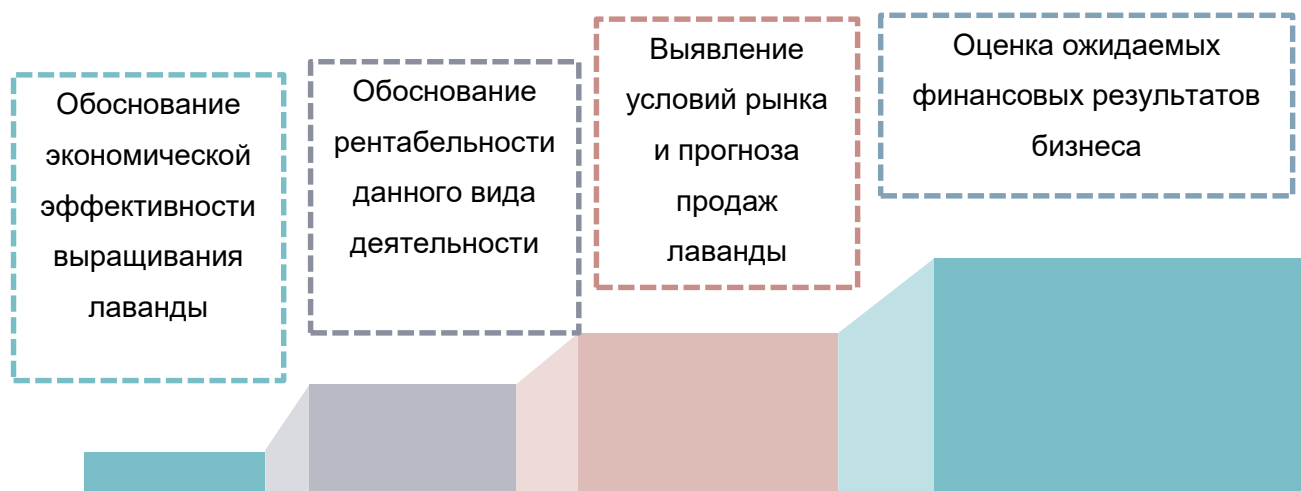 Обоснование
экономической
эффективности
выращивания
лаванды
Обоснование
рентабельности
данного вида
деятельности
Выявление
условий рынка
и прогноза
продаж
лаванды
Оценка ожидаемых
финансовых результатов
бизнеса